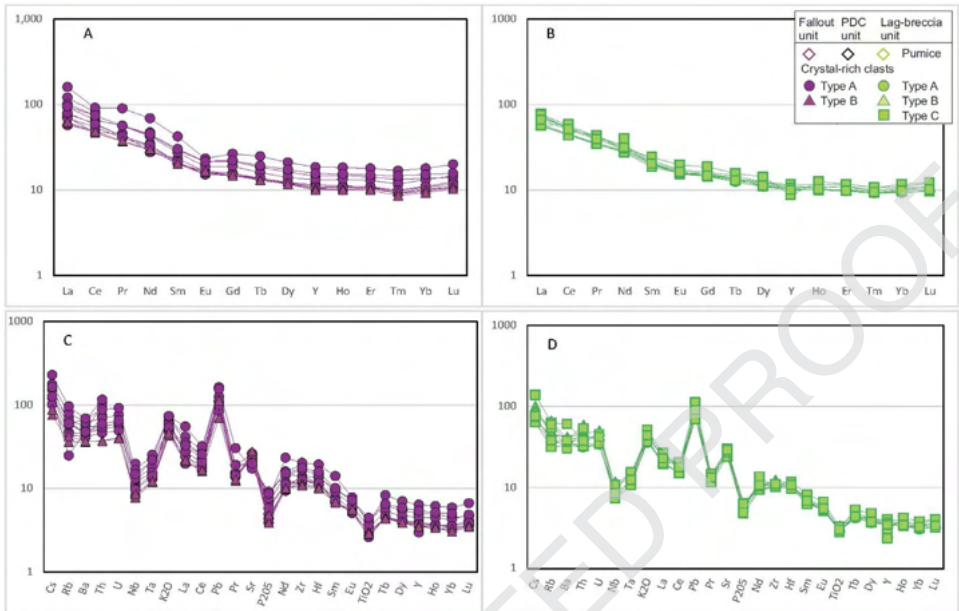 1,000
100
10
1
A
La Ce Pr Nd Sm Eu Gd Tb Dy Y Ho Er Tm Yb Lu
1000
100
10
1
B
La Ce Pr Nd Sm Eu Gd Tb Dy Y Ho Er Tm Yb Lu
Fallout unit
PDC unit
Lag-breccia unit
Pumice
Crystal-rich clasts
Type A
Type B
Type A
Type B
Type C
1000
100
10
1
C
Cs Rb Ba Th U Nb Ta K2O La Ce Pb Pr Sr P2O5 Nd Zr Hf Sm Eu TiO2 Tb Dy Y Ho Yb Lu
1000
100
10
1
D
Cs Rb Ba Th U Nb Ta K2O La Ce Pb Pr Sr P2O5 Nd Zr Hf Sm Eu TiO2 Tb Dy Y Ho Yb Lu
TED PROOF